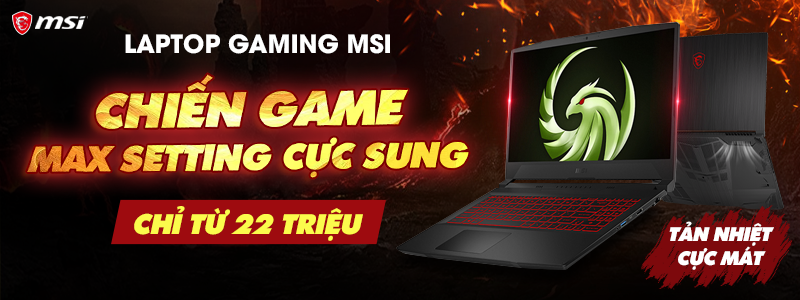 msi
LAPTOP GAMING MSI
CHIẾN GAME
MAX SETTING CỰC SUNG
CHỈ TỪ 22 TRIỆU
TẢN NHIỆT
CỰC MÁT